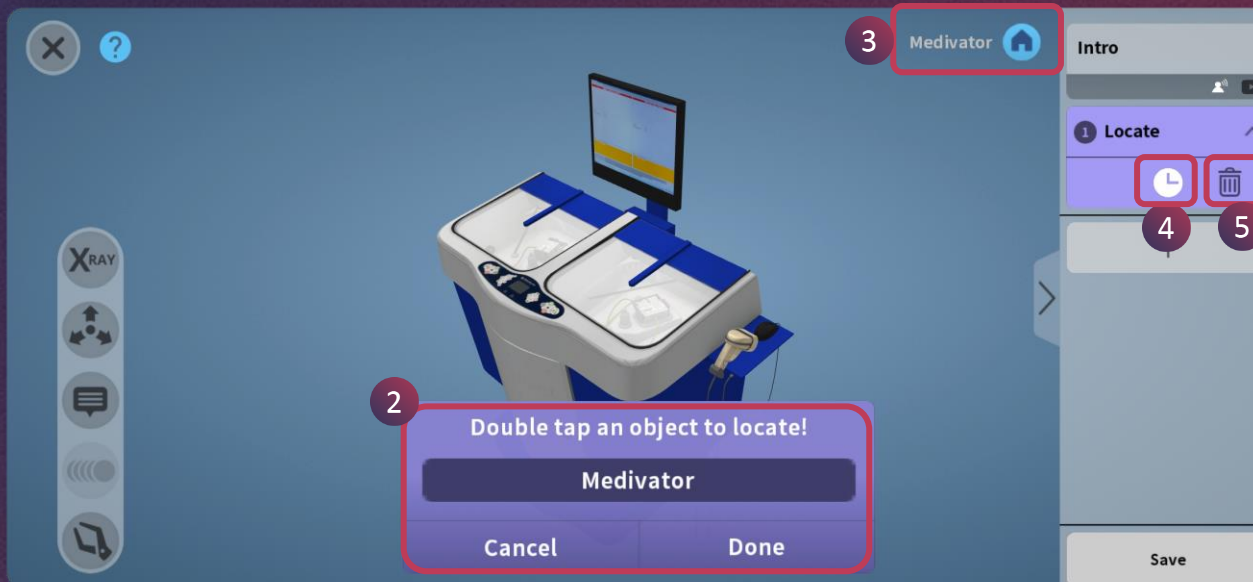 ?
3
Medivator
Intro
1 Locate
4
5
XRAY
2
Double tap an object to locate!
Medivator
Cancel
Done
Save